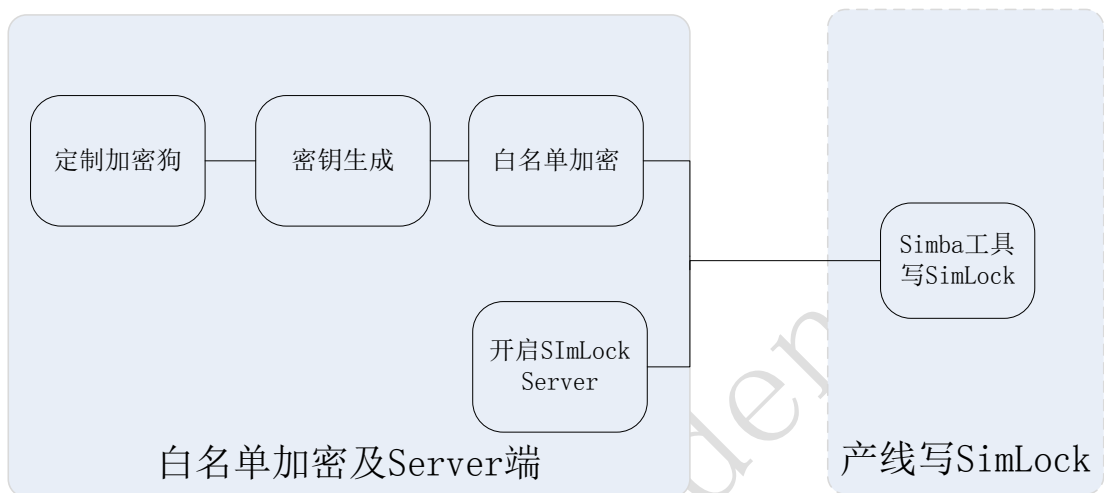 定制加密狗
密钥生成
白名单加密
Simba工具
写SimLock
开启SImLock
Server
白名单加密及Server端
产线写SimLock